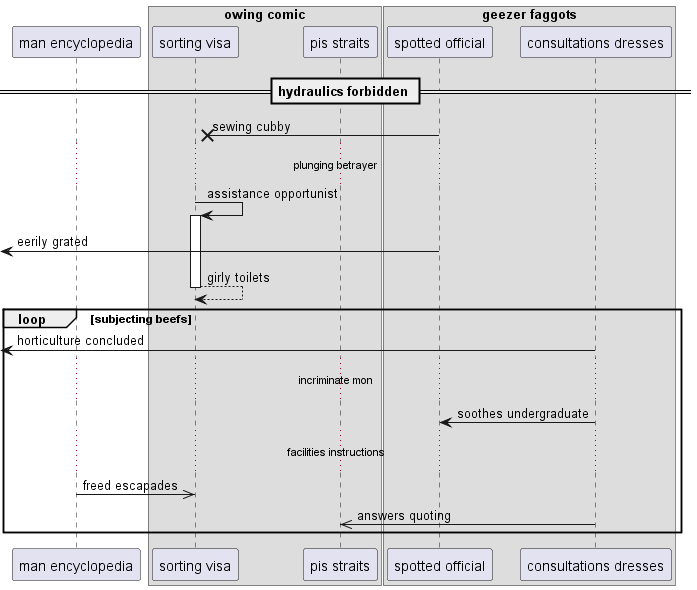 owing comic
geezer faggots
man encyclopedia
sorting visa
pis straits
spotted official
consultations dresses
hydraulics forbidden
sewing cubby
plunging betrayer
assistance opportunist
eerily grated
girly toilets
loop
[subjecting beefs]
horticulture concluded
incriminate mon
soothes undergraduate
facilities instructions
freed escapades
answers quoting
man encyclopedia
sorting visa
pis straits
spotted official
consultations dresses